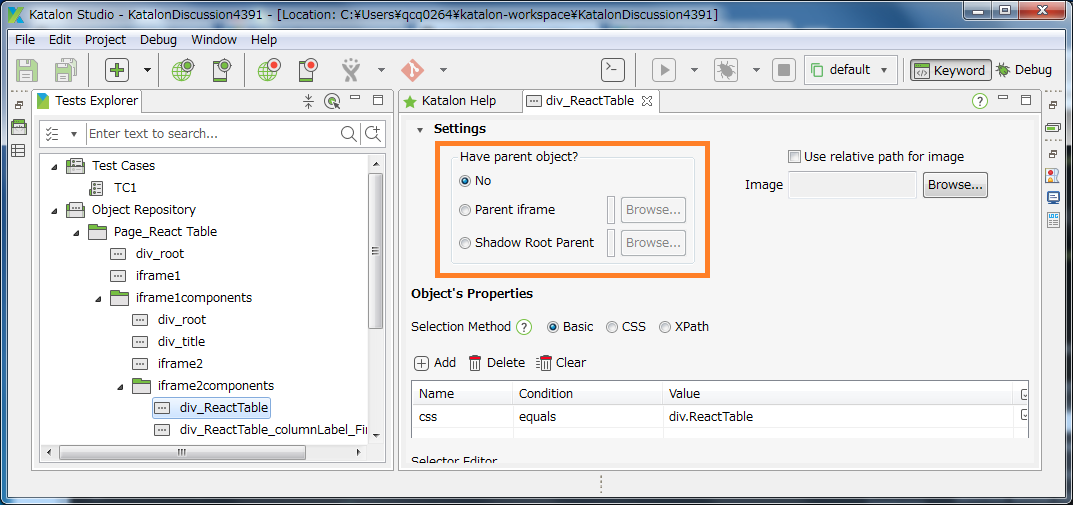 Katalon Studio - KatalonDiscussion4391 - [Location: C:¥Users¥qcq0264¥katalon-workspace¥KatalonDiscussion4391]
File Edit Project Debug Window Help
default
Keyword
Debug
Tests Explorer
Enter text to search...
Test Cases
TC1
Object Repository
Page_React Table
div_root
iframe1
iframe1components
div_root
div_title
iframe2
iframe2components
div_ReactTable
div_ReactTable_columnLabel_Fi
Katalon Help
div_ReactTable
Settings
Have parent object?
No
Parent iframe Browse...
Shadow Root Parent Browse...
Use relative path for image
Image Browse...
Object's Properties
Selection Method ? Basic CSS XPath
Add Delete Clear
Name Condition Value
css equals div.ReactTable
Selector Editor